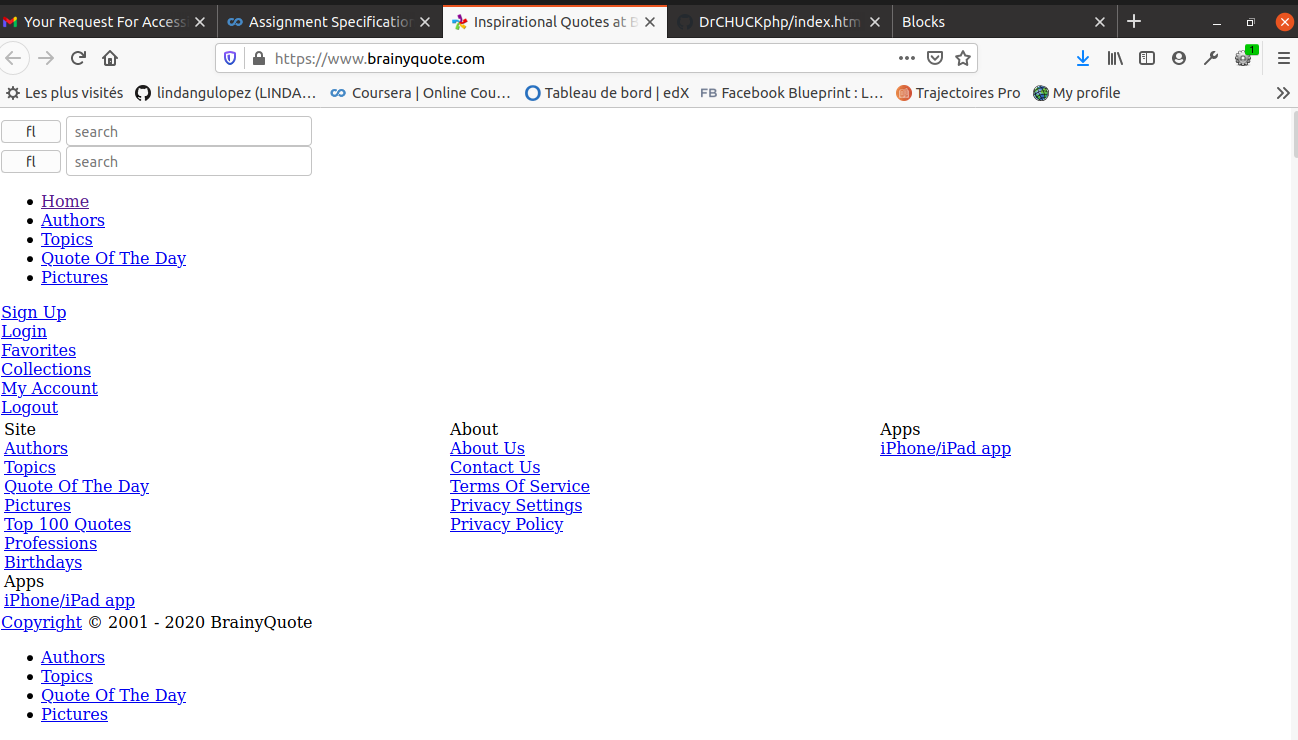 Your Request For Access
Assignment Specification
Inspirational Quotes at B
DrCHUCKphp/index.htm
Blocks
https://www.brainyquote.com
1
Les plus visités
lindangulopez (LINDA…
Coursera | Online Cou…
Tableau de bord | edX
FB Facebook Blueprint : L…
Trajectoires Pro
My profile
fl search
fl search
Home
Authors
Topics
Quote Of The Day
Pictures
Sign Up
Login
Favorites
Collections
My Account
Logout
Site
Authors
Topics
Quote Of The Day
Pictures
Top 100 Quotes
Professions
Birthdays
Apps
iPhone/iPad app
About
About Us
Contact Us
Terms Of Service
Privacy Settings
Privacy Policy
Apps
iPhone/iPad app
Copyright © 2001 - 2020 BrainyQuote
Authors
Topics
Quote Of The Day
Pictures